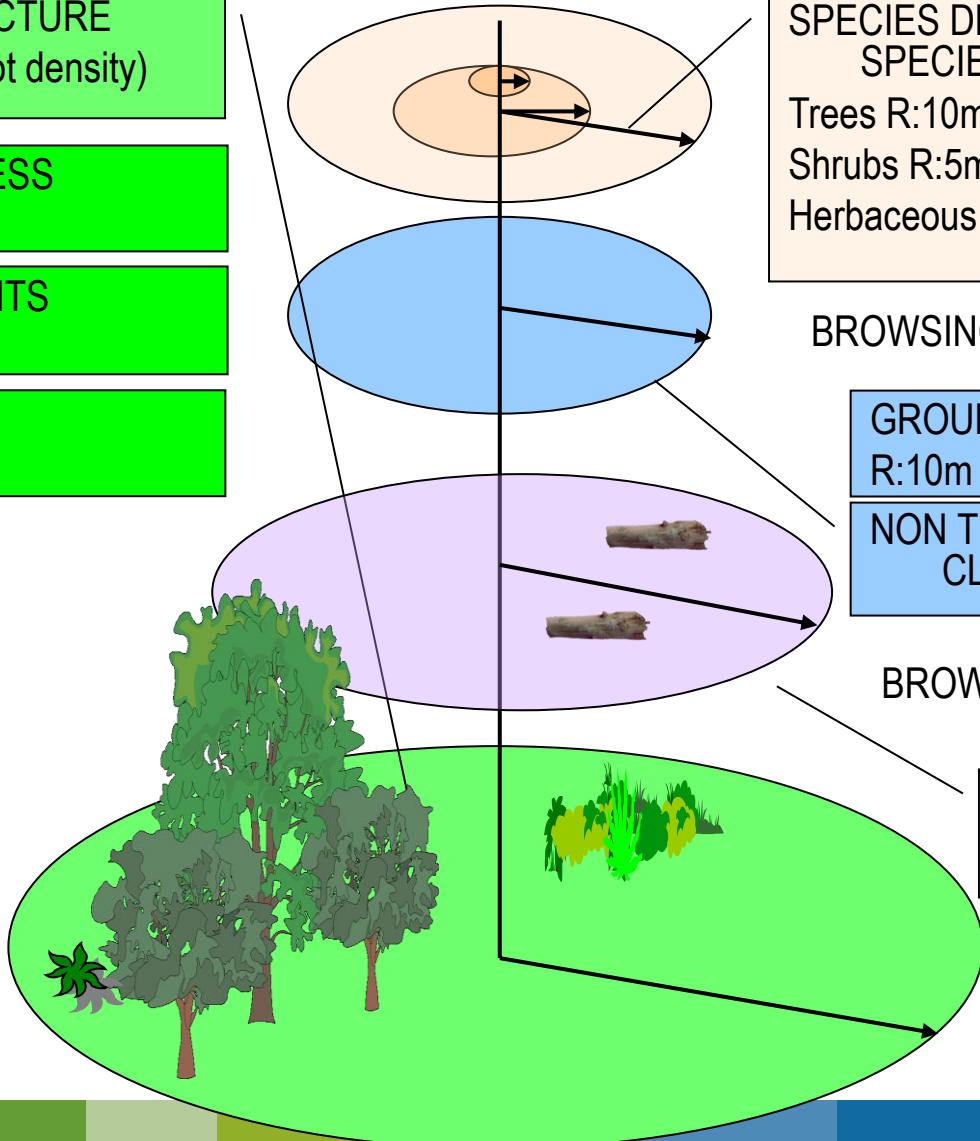 CTURE
ot density)
ESS
ITS
SPECIES DI
SPECIE
Trees R:10m
Shrubs R:5m
Herbaceous
BROWSING
GROUI
R:10m
NON T
CL
BROW